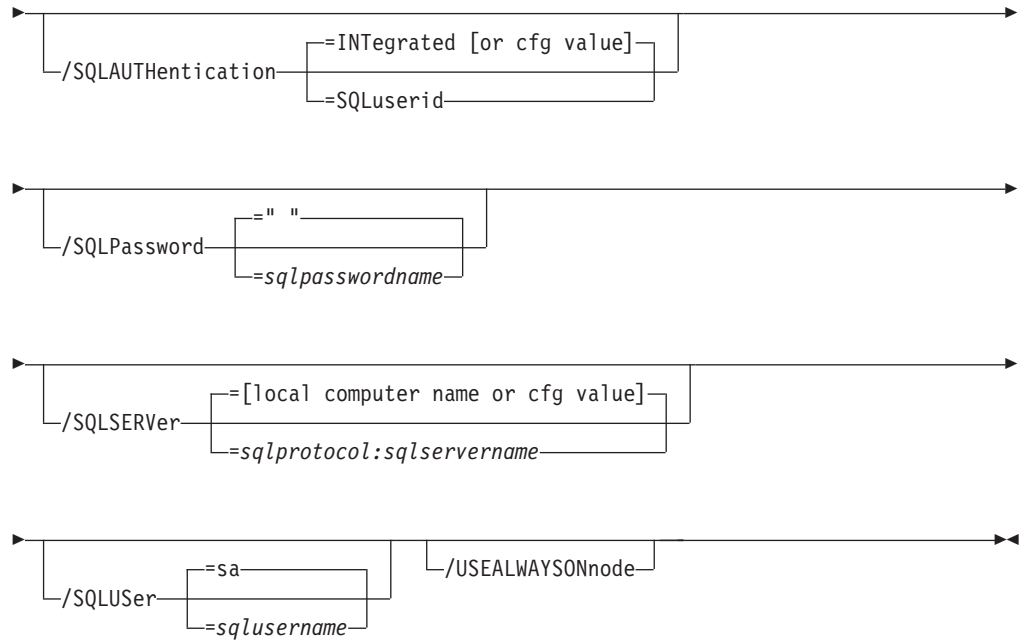 =INTegrated [or cfg value]
/SQLAUTHentication
=SQLuserid
=" "
/SQLPassword
=sqlpasswordname
=[local computer name or cfg value]
/SQLSERVer
=sqlprotocol:sqlservername
=sa
/USEALWAYSONnode
/SQLUSer
=sqlusername